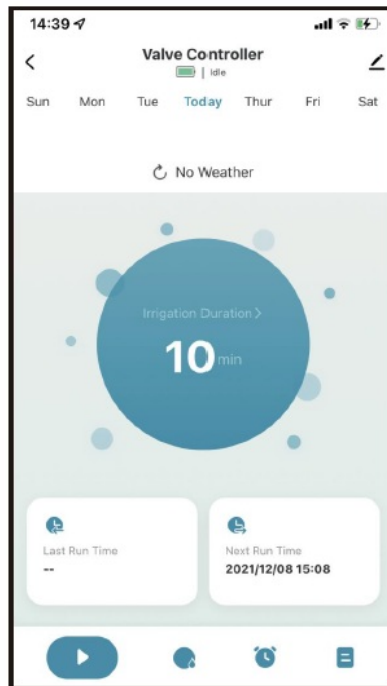 14:39
Valve Controller
| Idle
Sun Mon Tue Today Thur Fri Sat
No Weather
Irrigation Duration >
10 min
Last Run Time
--
Next Run Time
2021/12/08 15:08